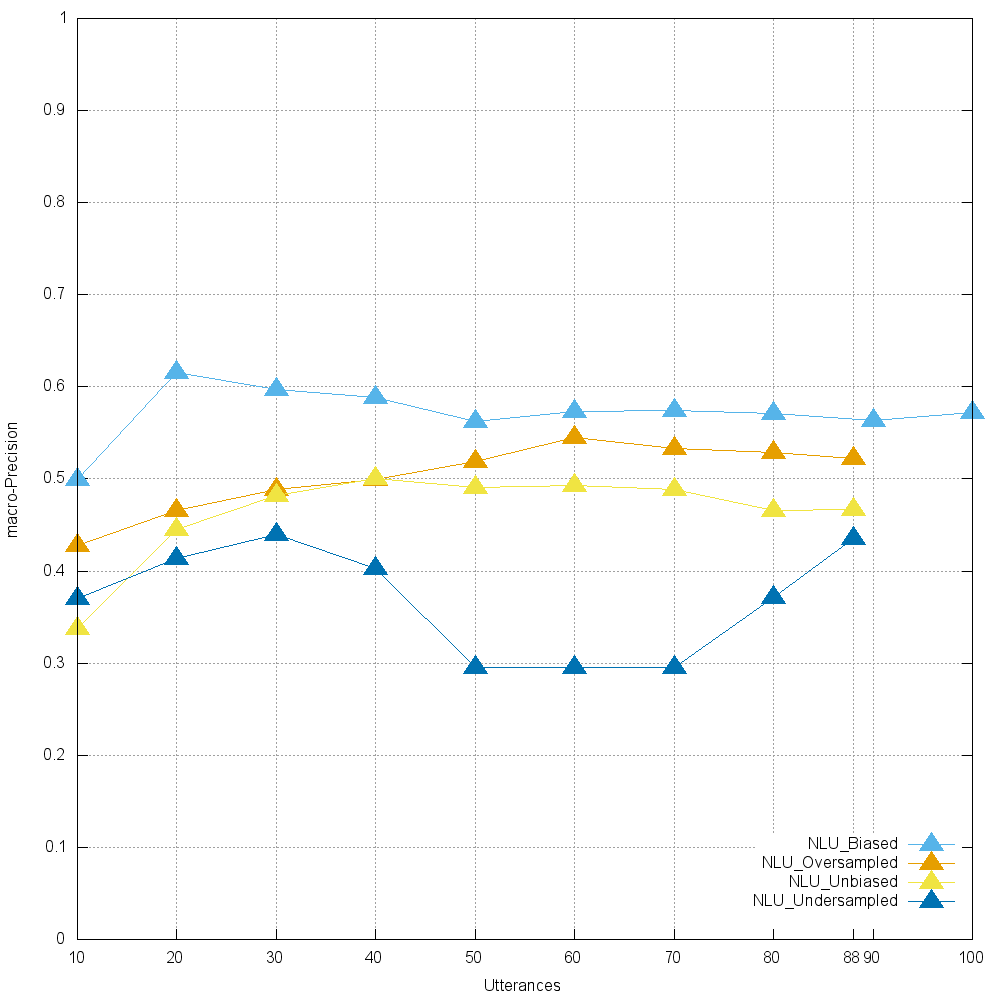 1
0.9
0.8
0.7
0.6
0.5
0.4
0.3
0.2
0.1
0
macro-Precision
NLU_Biased
NLU_Oversampled
NLU_Unbiased
NLU_Undersampled
10 20 30 40 50 60 70 80 88 90 100
Utterances